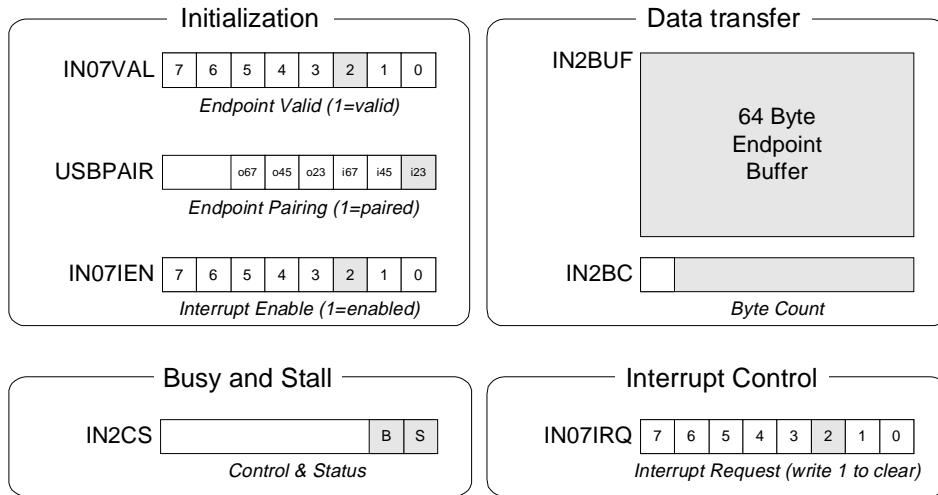 Initialization
IN07VAL 7 6 5 4 3 2 1 0
Endpoint Valid (1=valid)
USBPAIR o67 o45 o23 i67 i45 i23
Endpoint Pairing (1=paired)
IN07IEN 7 6 5 4 3 2 1 0
Interrupt Enable (1=enabled)
Data transfer
IN2BUF
64 Byte
Endpoint
Buffer
IN2BC
Byte Count
Busy and Stall
IN2CS B S
Control & Status
Interrupt Control
IN07IRQ 7 6 5 4 3 2 1 0
Interrupt Request (write 1 to clear)